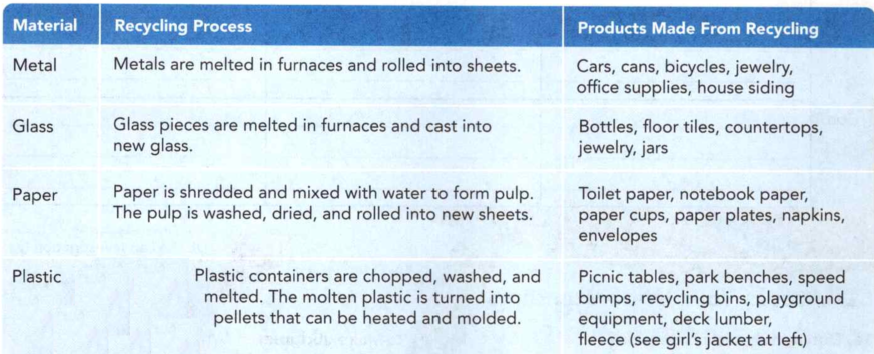 Material Recycling Process Products Made From Recycling
Metal Metals are melted in furnaces and rolled into sheets. Cars, cans, bicycles, jewelry,
office supplies, house siding
Glass Glass pieces are melted in furnaces and cast into
new glass.
Bottles, floor tiles, countertops,
jewelry, jars
Paper Paper is shredded and mixed with water to form pulp.
The pulp is washed, dried, and rolled into new sheets.
Toilet paper, notebook paper,
paper cups, paper plates, napkins,
envelopes
Plastic Plastic containers are chopped, washed, and
melted. The molten plastic is turned into
pellets that can be heated and molded.
Picnic tables, park benches, speed
bumps, recycling bins, playground
equipment, deck lumber,
fleece (see girl's jacket at left)